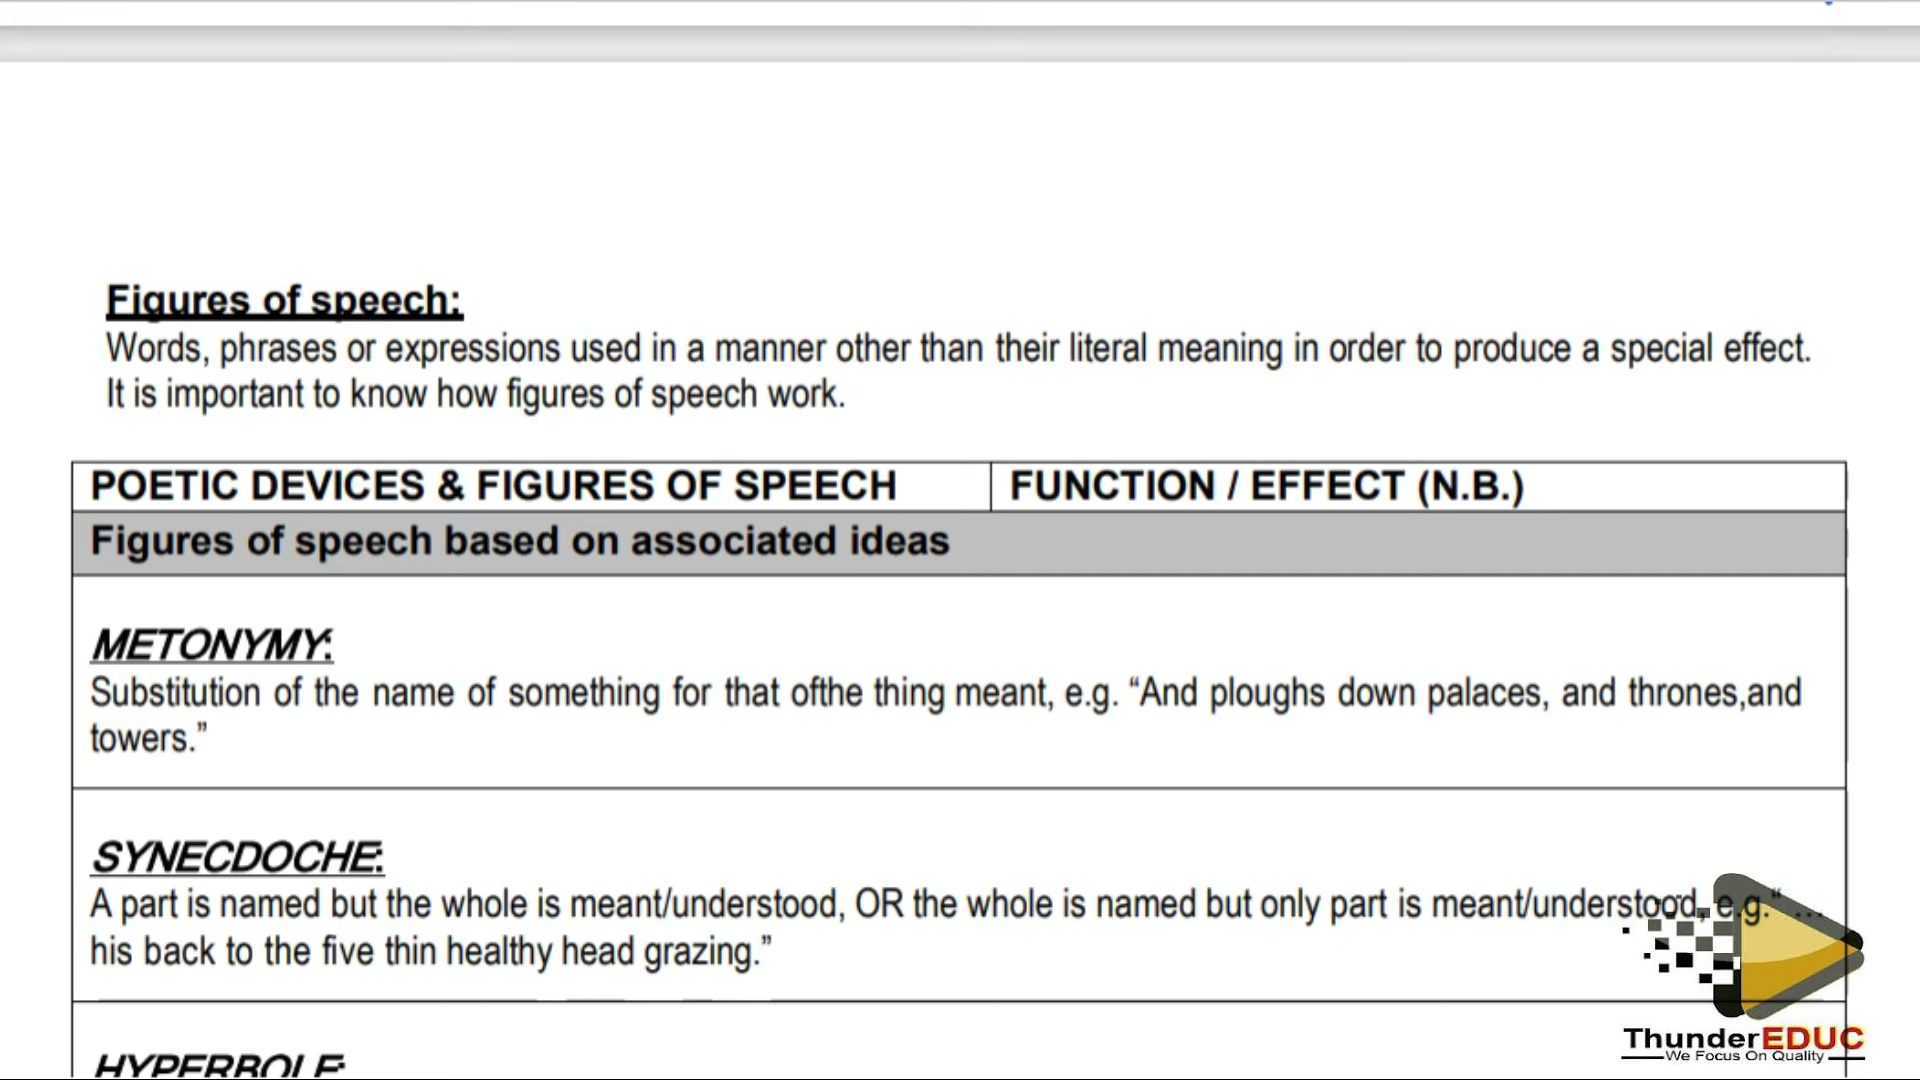 Figures of speech:
Words, phrases or expressions used in a manner other than their literal meaning in order to produce a special effect.
It is important to know how figures of speech work.
POETIC DEVICES & FIGURES OF SPEECH
FUNCTION / EFFECT (N.B.)
Figures of speech based on associated ideas
METONYMY:
Substitution of the name of something for that ofthe thing meant, e.g. “And ploughs down palaces, and thrones,and
towers.”
SYNECDOCHE:
A part is named but the whole is meant/understood, OR the whole is named but only part is meant/understood, e.g.“ …
his back to the five thin healthy head grazing.”
HYPERBOLE:
ThunderEDUC
We Focus On Quality